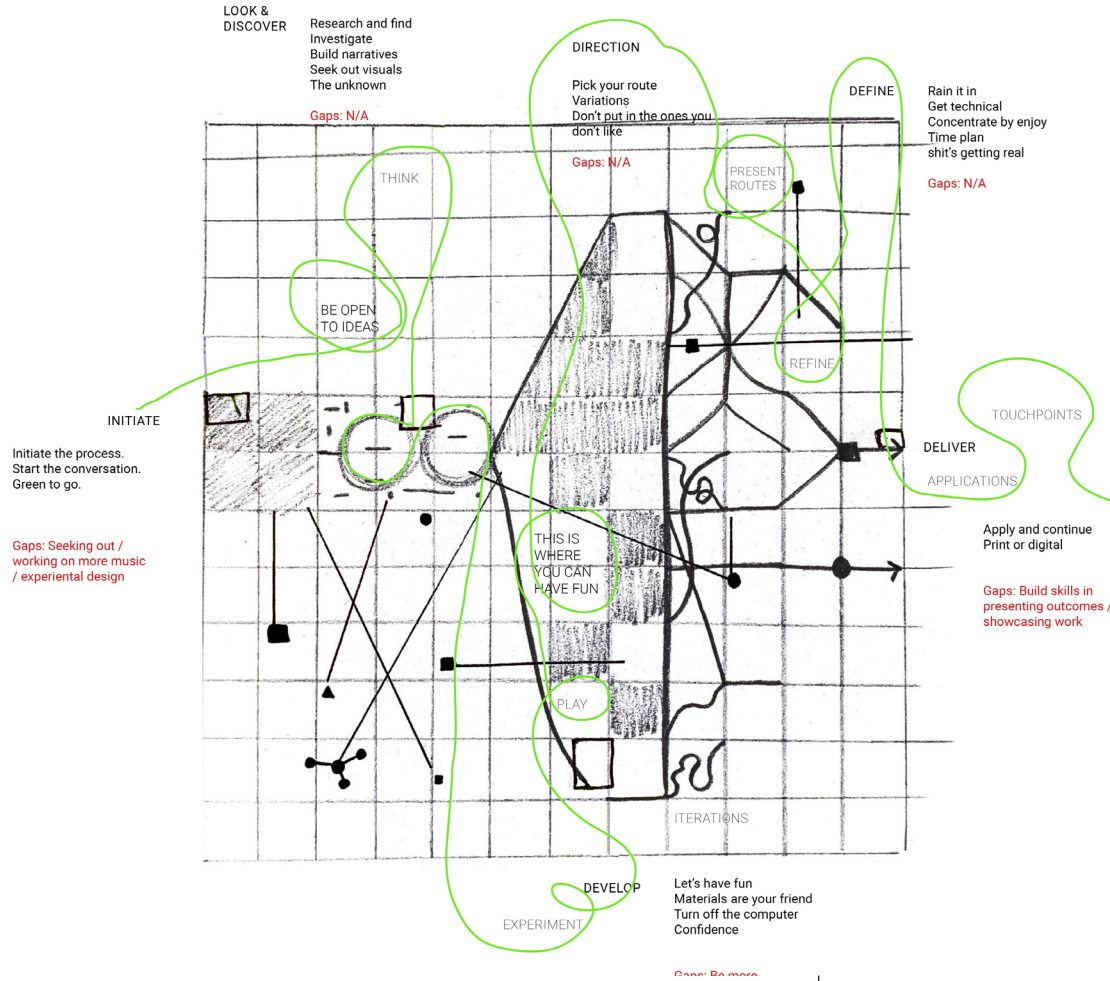 LOOK &
DISCOVER
Research and find
Investigate
Build narratives
Seek out visuals
The unknown
Gaps: N/A
DIRECTION
Pick your route
Variations
Don't put in the ones you
don't like
Gaps: N/A
DEFINE
Rain it in
Get technical
Concentrate by enjoy
Time plan
shit's getting real
Gaps: N/A
THINK
PRESENT
ROUTES
BE OPEN
TO IDEAS
REFINE
INITIATE
Initiate the process.
Start the conversation.
Green to go.
Gaps: Seeking out /
working on more music
/ experiental design
TOUCHPOINTS
DELIVER
APPLICATIONS
Apply and continue
Print or digital
Gaps: Build skills in
presenting outcomes /
showcasing work
THIS IS
WHERE
YOU CAN
HAVE FUN
PLAY
ITERATIONS
DEVELOP
EXPERIMENT
Let's have fun
Materials are your friend
Turn off the computer
Confidence
Gaps: Be more